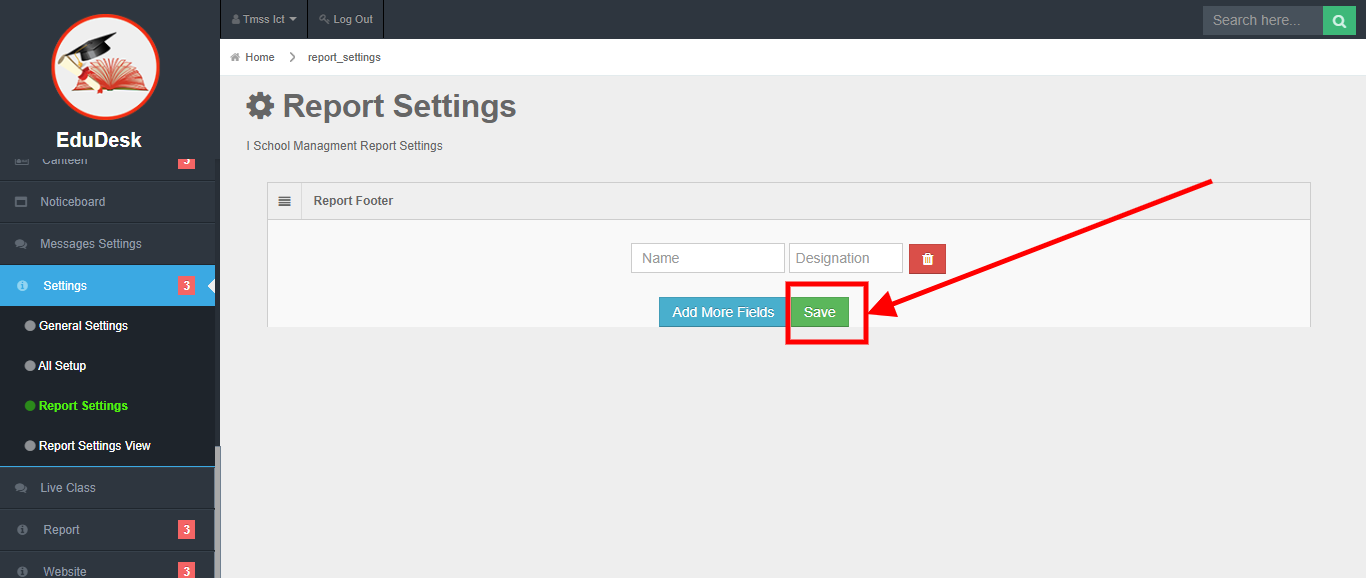 Tmss Ict
Log Out
Search here...
EduDesk
Home
report_settings
Report Settings
I School Managment Report Settings
Canteen 3
Noticeboard
Messages Settings
Settings 3
General Settings
All Setup
Report Settings
Report Settings View
Live Class
Report 3
Website 3
Report Footer
Name
Designation
Add More Fields
Save